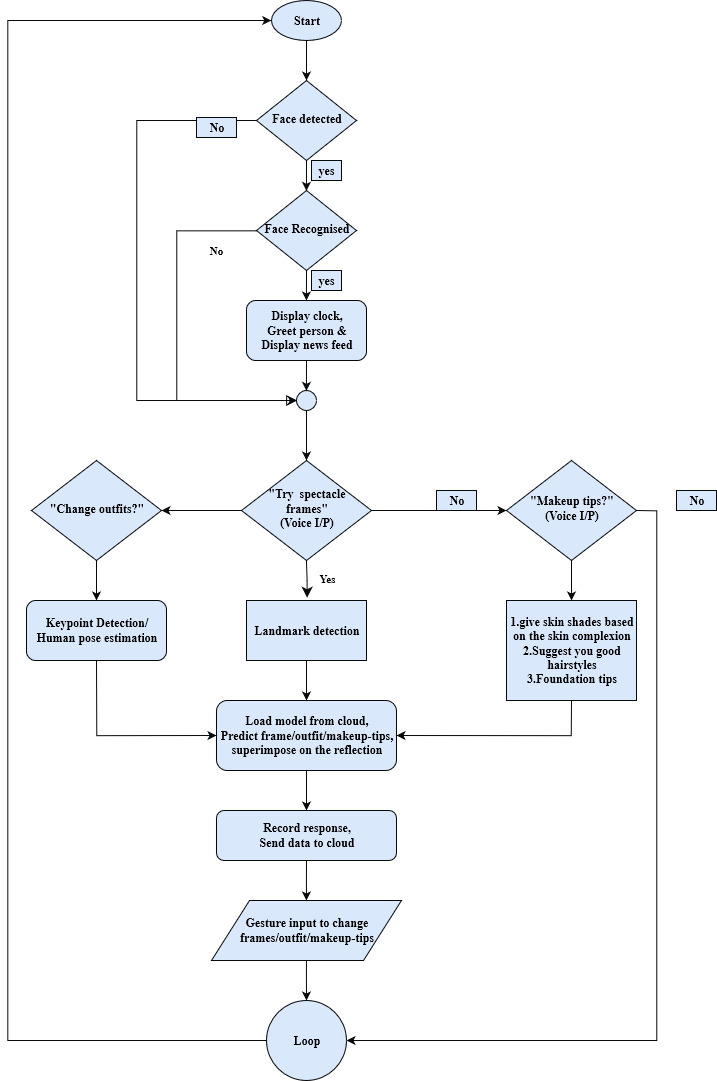 Start
Face detected
No
yes
Face Recognised
No
yes
Display clock,
Greet person &
Display news feed
"Change outfits?"
"Try  spectacle
frames"
(Voice I/P)
No
"Makeup tips?"
(Voice I/P)
No
Yes
Keypoint Detection/
Human pose estimation
Landmark detection
1.give skin shades based
on the skin complexion
2.Suggest you good
hairstyles
3.Foundation tips
Load model from cloud,
Predict frame/outfit/makeup-tips,
superimpose on the reflection
Record response,
Send data to cloud
Gesture input to change
frames/outfit/makeup-tips
Loop